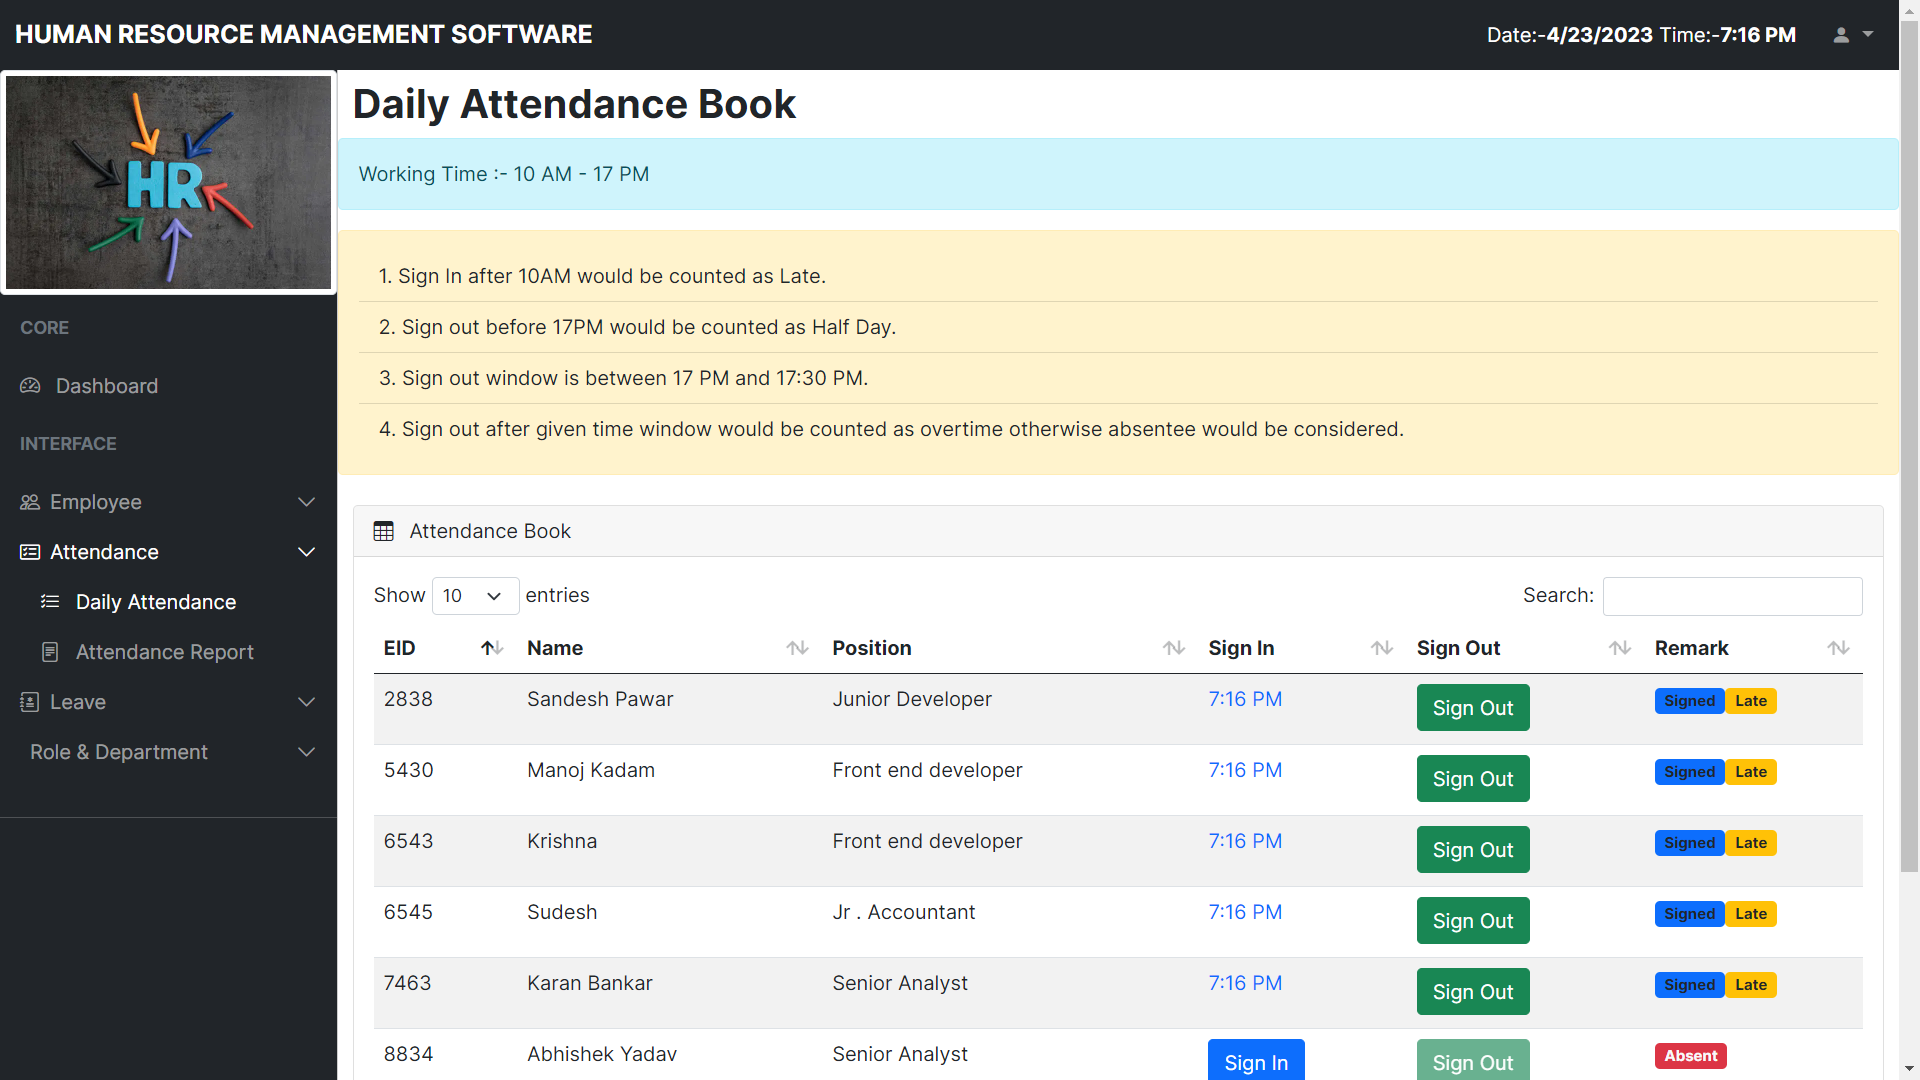 HUMAN RESOURCE MANAGEMENT SOFTWARE
Date:-4/23/2023 Time:-7:16 PM
HR
CORE
Dashboard
INTERFACE
Employee
Attendance
Daily Attendance
Attendance Report
Leave
Role & Department
Daily Attendance Book
Working Time :- 10 AM - 17 PM
1. Sign In after 10AM would be counted as Late.
2. Sign out before 17PM would be counted as Half Day.
3. Sign out window is between 17 PM and 17:30 PM.
4. Sign out after given time window would be counted as overtime otherwise absentee would be considered.
Attendance Book
Show 10 entries Search:
EID Name Position Sign In Sign Out Remark
2838 Sandesh Pawar Junior Developer 7:16 PM Sign Out Signed Late
5430 Manoj Kadam Front end developer 7:16 PM Sign Out Signed Late
6543 Krishna Front end developer 7:16 PM Sign Out Signed Late
6545 Sudesh Jr . Accountant 7:16 PM Sign Out Signed Late
7463 Karan Bankar Senior Analyst 7:16 PM Sign Out Signed Late
8834 Abhishek Yadav Senior Analyst Sign In Sign Out Absent